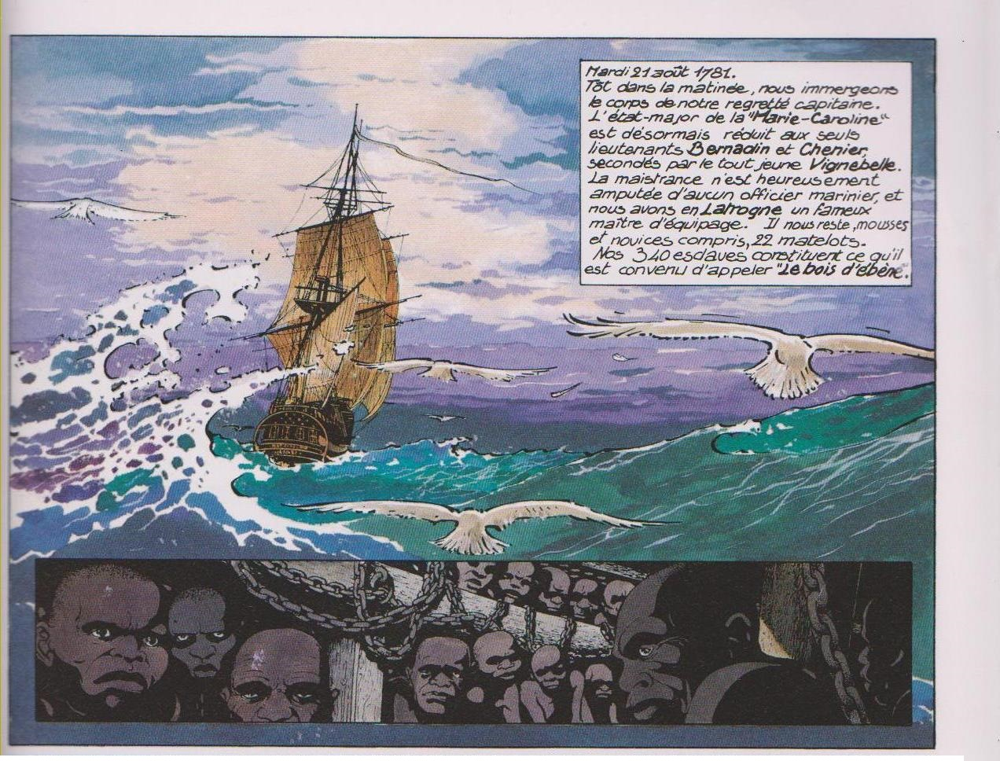 Mardi 21 août 1781.
Tôt dans la matinée, nous immergeons
le corps de notre regretté capitaine.
L'état-major de la "Marie-Caroline"
est désormais réduit aux seuls
lieutenants Bernadin et Chenier,
secondés par le tout jeune Vignebelle.
La maistrance n'est heureusement
amputée d'aucun officier marinier, et
nous avons en Latrogne un fameux
maître d'équipage. Il nous reste, mousses
et novices compris, 22 matelots.
Nos 340 esclaves constituent ce qu'il
est convenu d'appeler "Le bois d'ébène".